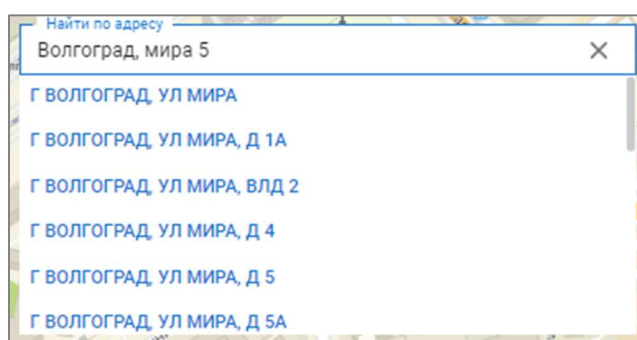 Найти по адресу
Волгоград, мира 5
Г ВОЛГОГРАД, УЛ МИРА
Г ВОЛГОГРАД, УЛ МИРА, Д 1А
Г ВОЛГОГРАД, УЛ МИРА, ВЛД 2
Г ВОЛГОГРАД, УЛ МИРА, Д 4
Г ВОЛГОГРАД, УЛ МИРА, Д 5
Г ВОЛГОГРАД, УЛ МИРА, Д 5А